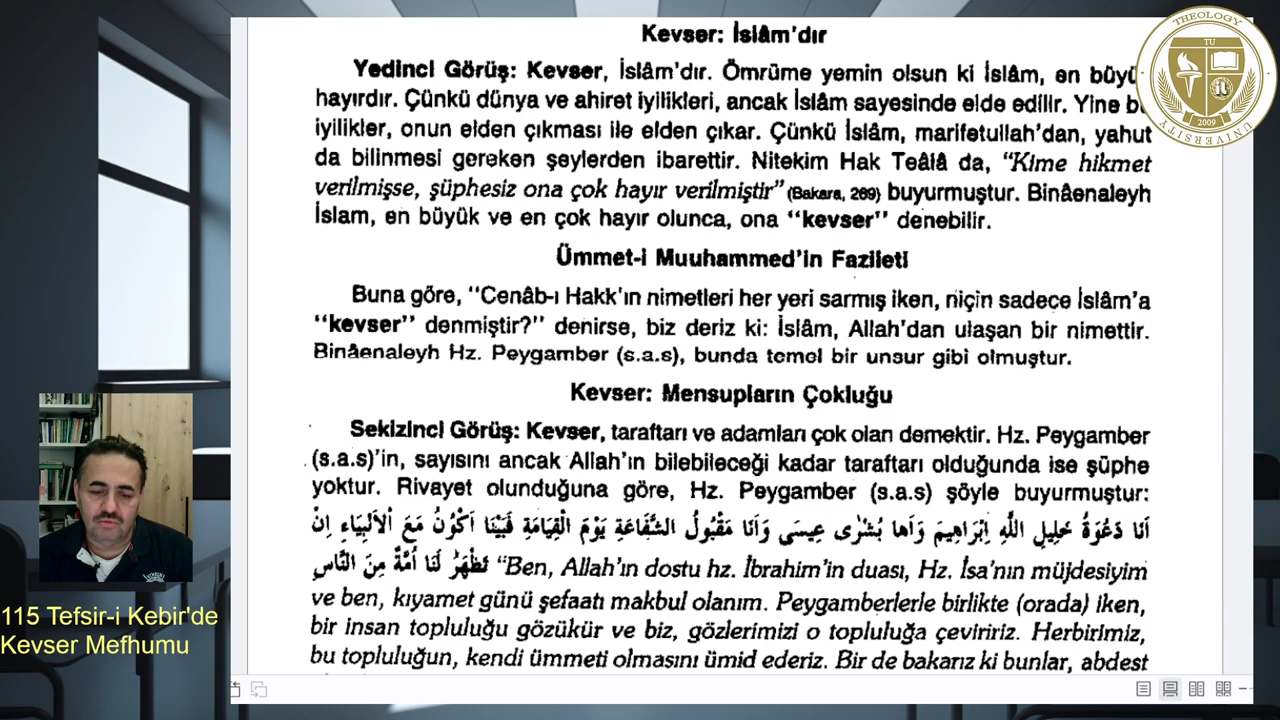 Kevser: İslâm'dır
Yedinci Görüş: Kevser, İslâm'dır. Ömrüme yemin olsun ki İslâm, en büyü
hayırdır. Çünkü dünya ve ahiret iyilikleri, ancak İslâm sayesinde elde edilir. Yine b
iyilikler, onun elden çıkması ile elden çıkar. Çünkü İslâm, marifetullah'dan, yahut
da bilinmesi gereken şeylerden ibarettir. Nitekim Hak Teâlâ da, "Kime hikmet
verilmişse, şüphesiz ona çok hayır verilmiştir" (Bakara, 269) buyurmuştur. Binâenaleyh
İslam, en büyük ve en çok hayır olunca, ona "kevser" denebilir.
Ümmet-i Muuhammed'in Fazileti
Buna göre, "Cenâb-ı Hakk'ın nimetleri her yeri sarmış iken, niçin sadece İslâm'a
"kevser" denmiştir?" denirse, biz deriz ki: İslâm, Allah'dan ulaşan bir nimettir.
Binâenaleyh Hz. Peygamber (s.a.s), bunda temel bir unsur gibi olmuştur.
Kevser: Mensupların Çokluğu
Sekizinci Görüş: Kevser, taraftarı ve adamları çok olan demektir. Hz. Peygamber
(s.a.s)'in, sayısını ancak Allah'ın bilebileceği kadar taraftarı olduğunda ise şüphe
yoktur. Rivayet olunduğuna göre, Hz. Peygamber (s.a.s) şöyle buyurmuştur:
اَنَا دَعْوَةُ خَلِيلِ اللّٰهِ اِبْرَاهِيمَ وَاَنَا بُشْرٰى عِيسَى وَاَنَا مَقْبُولُ الشَّفَاعَةِ يَوْمَ الْقِيَامَةِ فَبَيْنَا اَكُونُ مَعَ الْاَنْبِيَاءِ اِنْ
تَظْهَرُ لَنَا اُمَّةٌ مِنَ النَّاسِ "Ben, Allah'ın dostu hz. İbrahim'in duası, Hz. İsa'nın müjdesiyim
ve ben, kıyamet günü şefaatı makbul olanım. Peygamberlerle birlikte (orada) iken,
bir insan topluluğu gözükür ve biz, gözlerimizi o topluluğa çeviririz. Herbirimiz,
bu topluluğun, kendi ümmeti olmasını ümid ederiz. Bir de bakarız ki bunlar, abdest
115 Tefsir-i Kebir'de
Kevser Mefhumu
THEOLOGY
TU
2009
UNIVERSITY